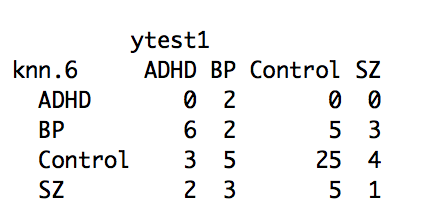 ytest1
knn.6 ADHD BP Control SZ
ADHD 0 2 0 0
BP 6 2 5 3
Control 3 5 25 4
SZ 2 3 5 1